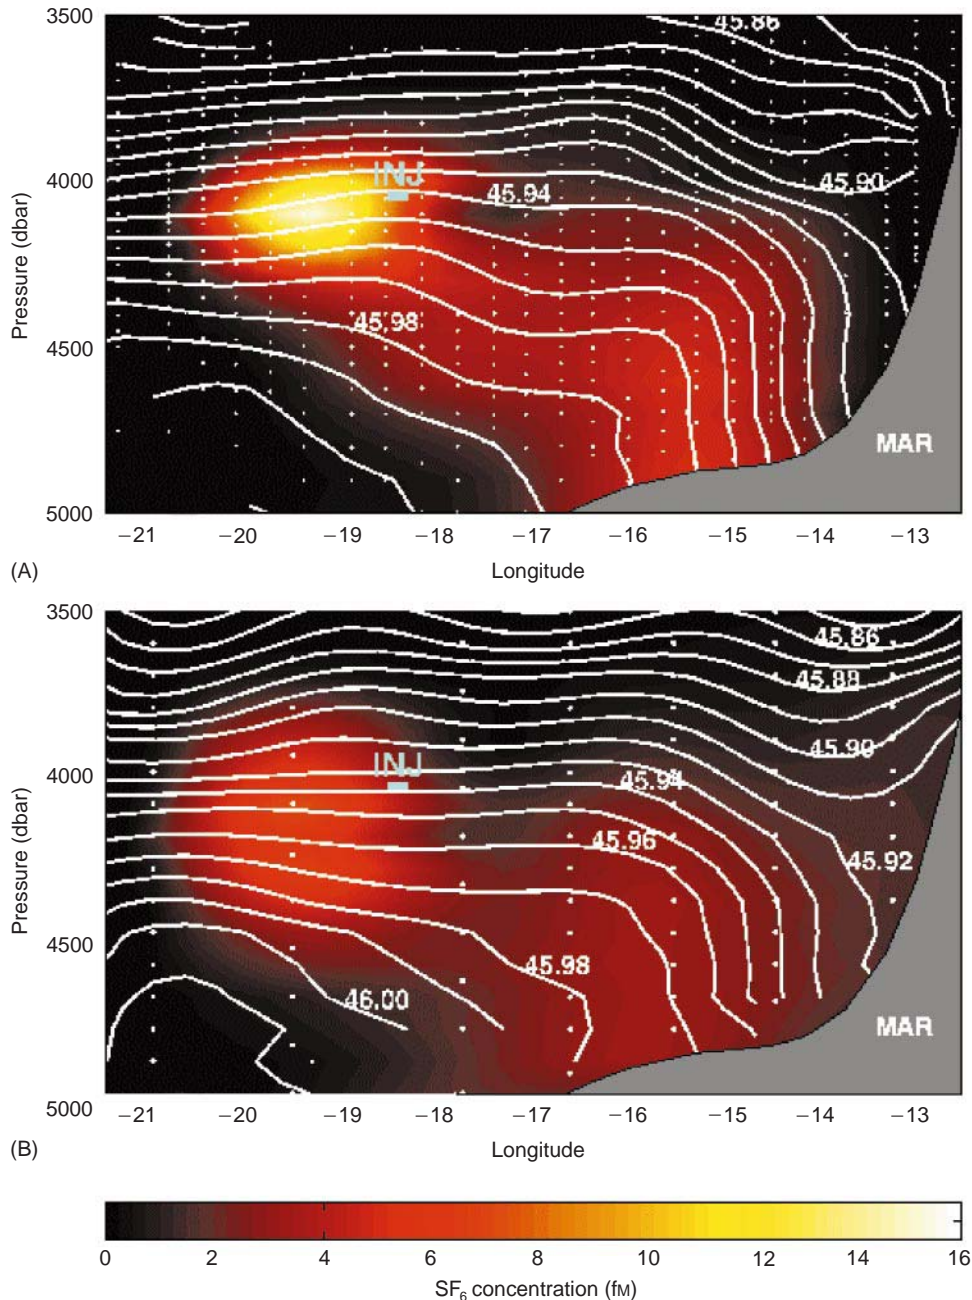 3500
4000
4500
5000
Pressure (dbar)
45.86
INJ
45.94
45.90
45.98
MAR
−21 −20 −19 −18 −17 −16 −15 −14 −13
(A)
Longitude
3500
4000
4500
5000
Pressure (dbar)
45.86
45.88
45.90
INJ
45.94
45.96
45.92
45.98
46.00
MAR
−21 −20 −19 −18 −17 −16 −15 −14 −13
(B)
Longitude
0 2 4 6 8 10 12 14 16
SF₆ concentration (fM)